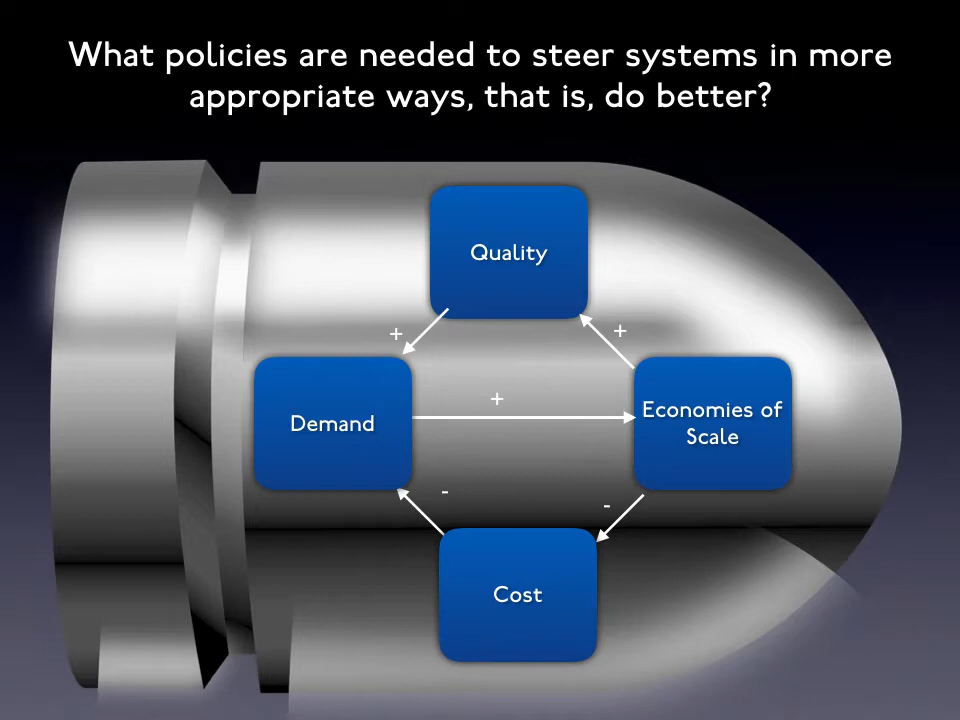 What policies are needed to steer systems in more
appropriate ways, that is, do better?
Quality
+
+
Demand
+
Economies of
Scale
-
-
Cost